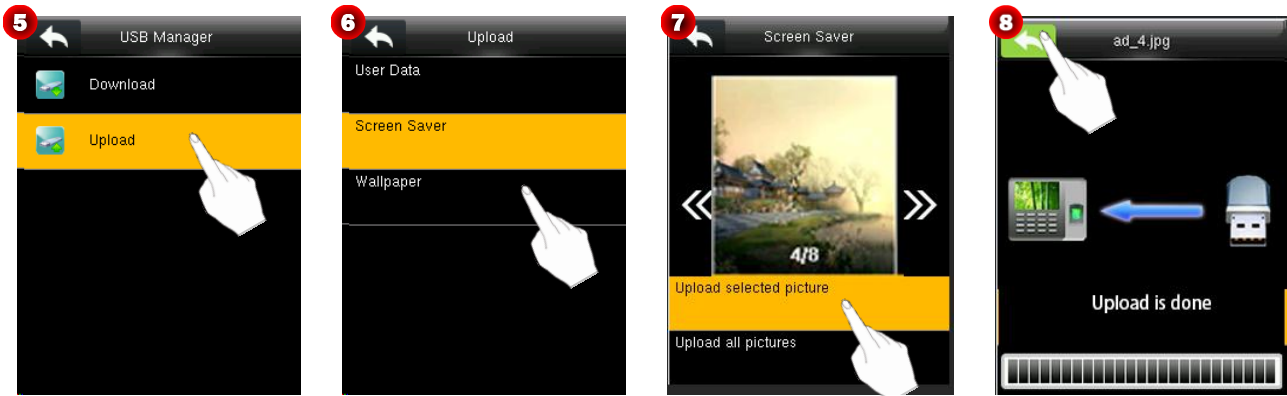 5
USB Manager
Download
Upload
6
Upload
User Data
Screen Saver
Wallpaper
7
Screen Saver
4/8
Upload selected picture
Upload all pictures
8
ad_4.jpg
Upload is done